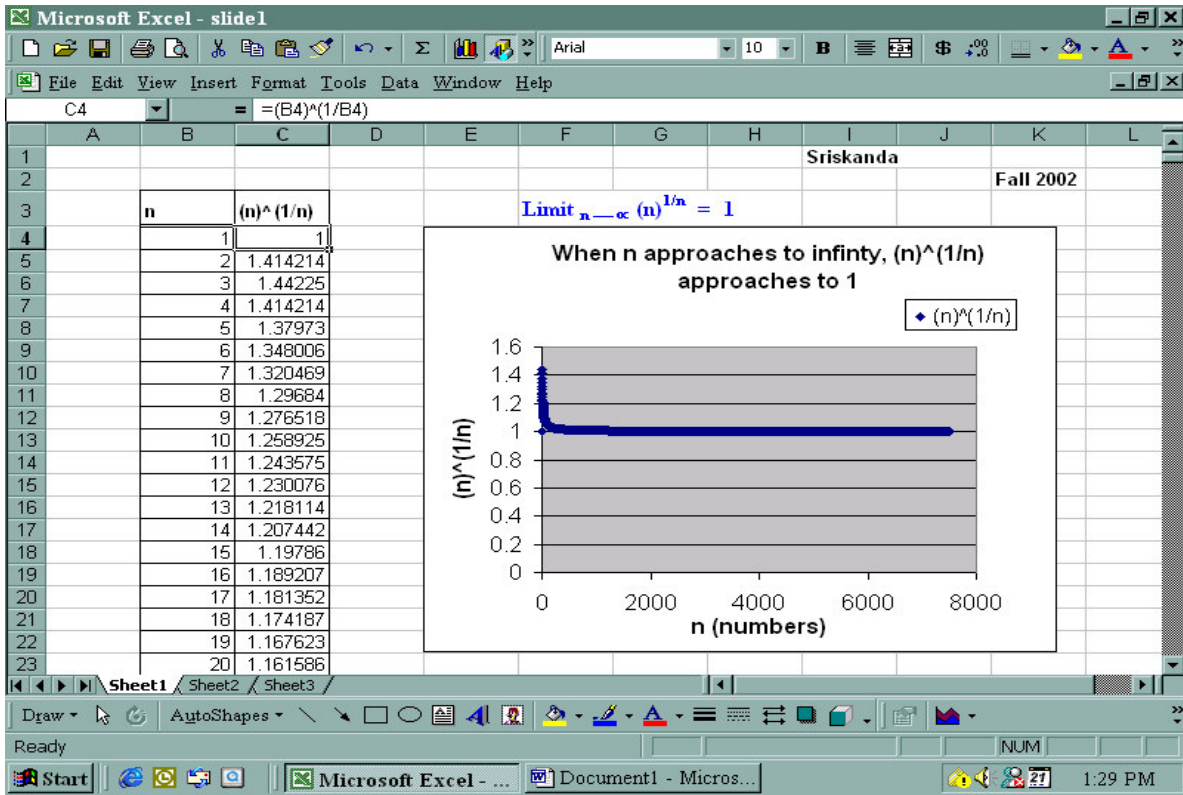 Microsoft Excel - slide1
Arial 10 B $ .00 A
File Edit View Insert Format Tools Data Window Help
C4 = =(B4)^(1/B4)
A B C D E F G H I J K L
1 Sriskanda
2 Fall 2002
3 n (n)^(1/n) Limit n — ∝ (n)^1/n = 1
4 1 1
5 2 1.414214
6 3 1.44225
7 4 1.414214
8 5 1.37973
9 6 1.348006
10 7 1.320469
11 8 1.29684
12 9 1.276518
13 10 1.258925
14 11 1.243575
15 12 1.230076
16 13 1.218114
17 14 1.207442
18 15 1.19786
19 16 1.189207
20 17 1.181352
21 18 1.174187
22 19 1.167623
23 20 1.161586
When n approaches to infinty, (n)^(1/n)
approaches to 1
(n)^(1/n)
(n)^(1/n)
1.6
1.4
1.2
1
0.8
0.6
0.4
0.2
0
0 2000 4000 6000 8000
n (numbers)
Sheet1 Sheet2 Sheet3
Draw AutoShapes A A
Ready NUM
Start Microsoft Excel - ... Document1 - Micros... 21 1:29 PM